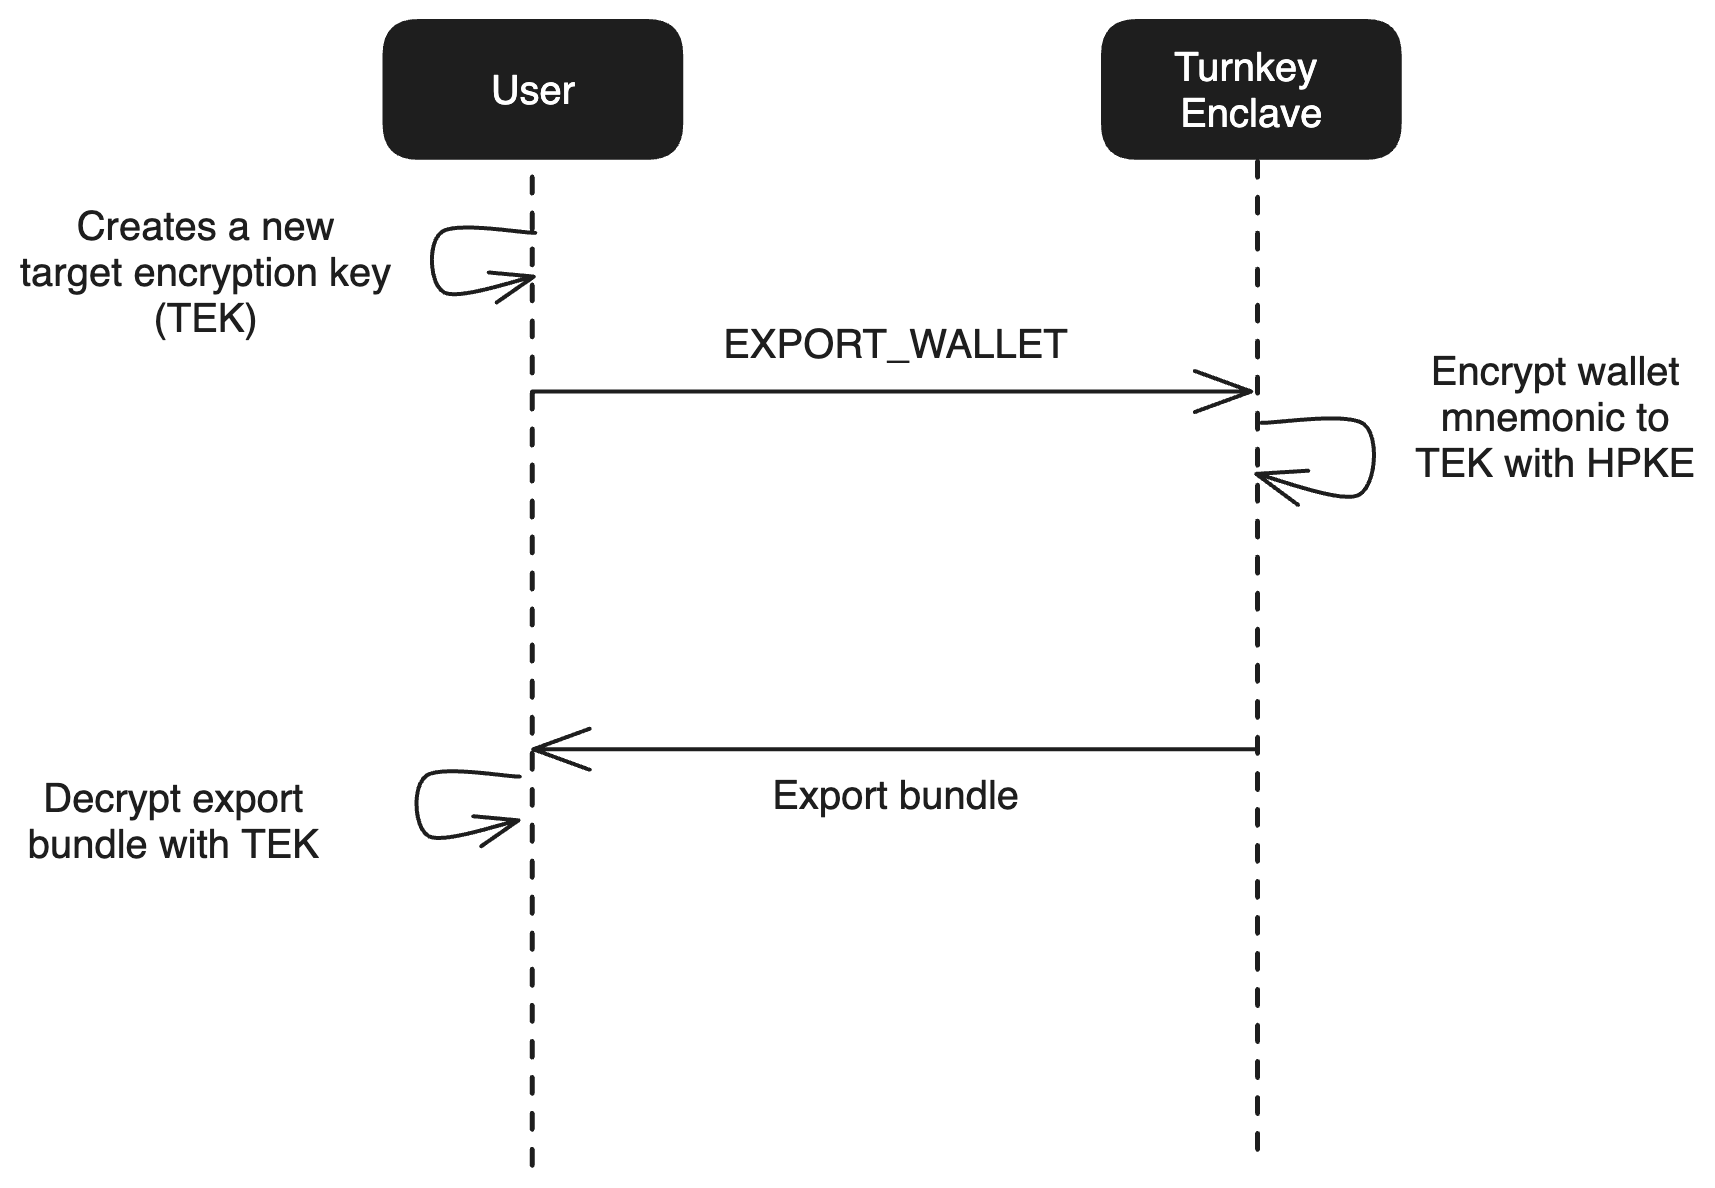 User
Turnkey
Enclave
Creates a new
target encryption key
(TEK)
EXPORT_WALLET
Encrypt wallet
mnemonic to
TEK with HPKE
Export bundle
Decrypt export
bundle with TEK